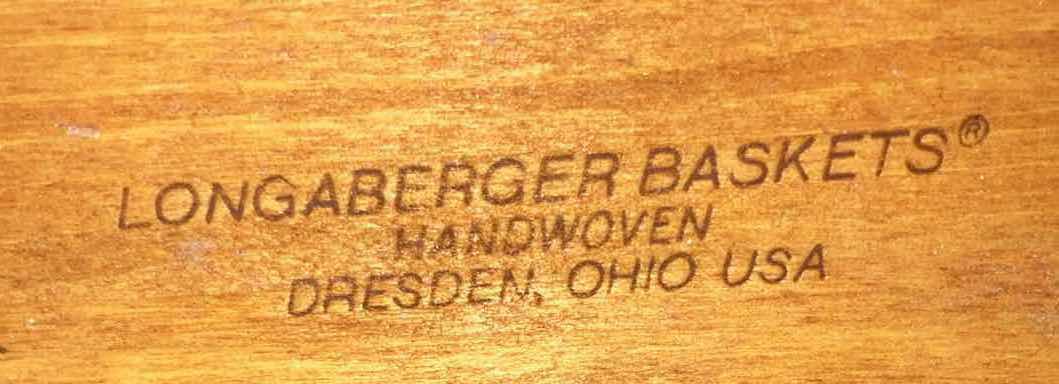 LONGABERGER BASKETS®
HANDWOVEN
DRESDEN, OHIO USA